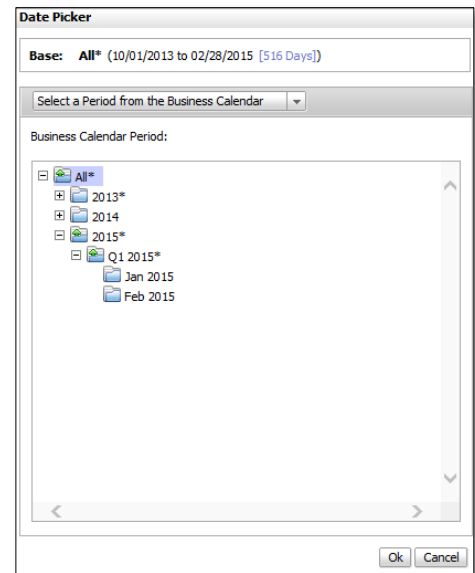 Date Picker
Base: All* (10/01/2013 to 02/28/2015 [516 Days])
Select a Period from the Business Calendar
Business Calendar Period:
All*
2013*
2014
2015*
Q1 2015*
Jan 2015
Feb 2015
Ok Cancel